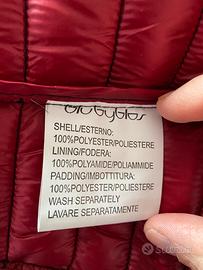 SHELL/ESTERNO:
100%POLYESTER/POLIESTERE
LINING/FODERA:
100%POLYAMIDE/POLIAMMIDE
PADDING/IMBOTTITURA:
100%POLYESTER/POLIESTERE
WASH SEPARATELY
LAVARE SEPARATAMENTE